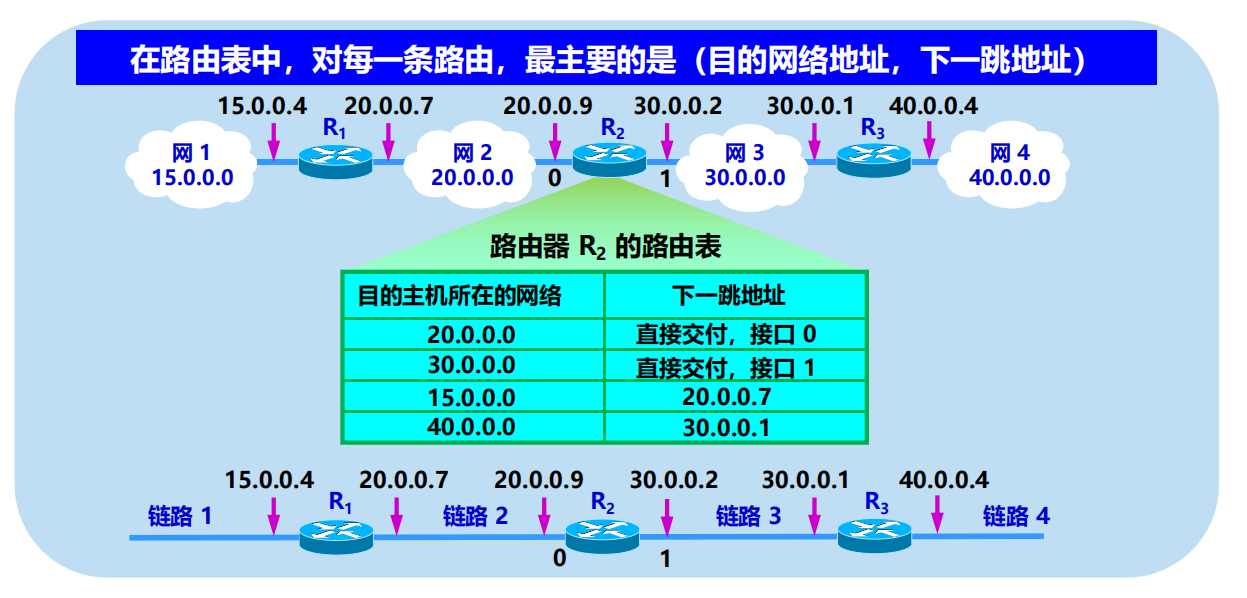 在路由表中，对每一条路由，最主要的是（目的网络地址，下一跳地址）
15.0.0.4 20.0.0.7 20.0.0.9 30.0.0.2 30.0.0.1 40.0.0.4
R1 R2 R3
网 1 网 2 网 3 网 4
15.0.0.0 20.0.0.0 0 1 30.0.0.0 40.0.0.0
路由器 R2 的路由表
目的主机所在的网络 下一跳地址
20.0.0.0 直接交付，接口 0
30.0.0.0 直接交付，接口 1
15.0.0.0 20.0.0.7
40.0.0.0 30.0.0.1
15.0.0.4 20.0.0.7 20.0.0.9 30.0.0.2 30.0.0.1 40.0.0.4
R1 R2 R3
链路 1 链路 2 链路 3 链路 4
0 1